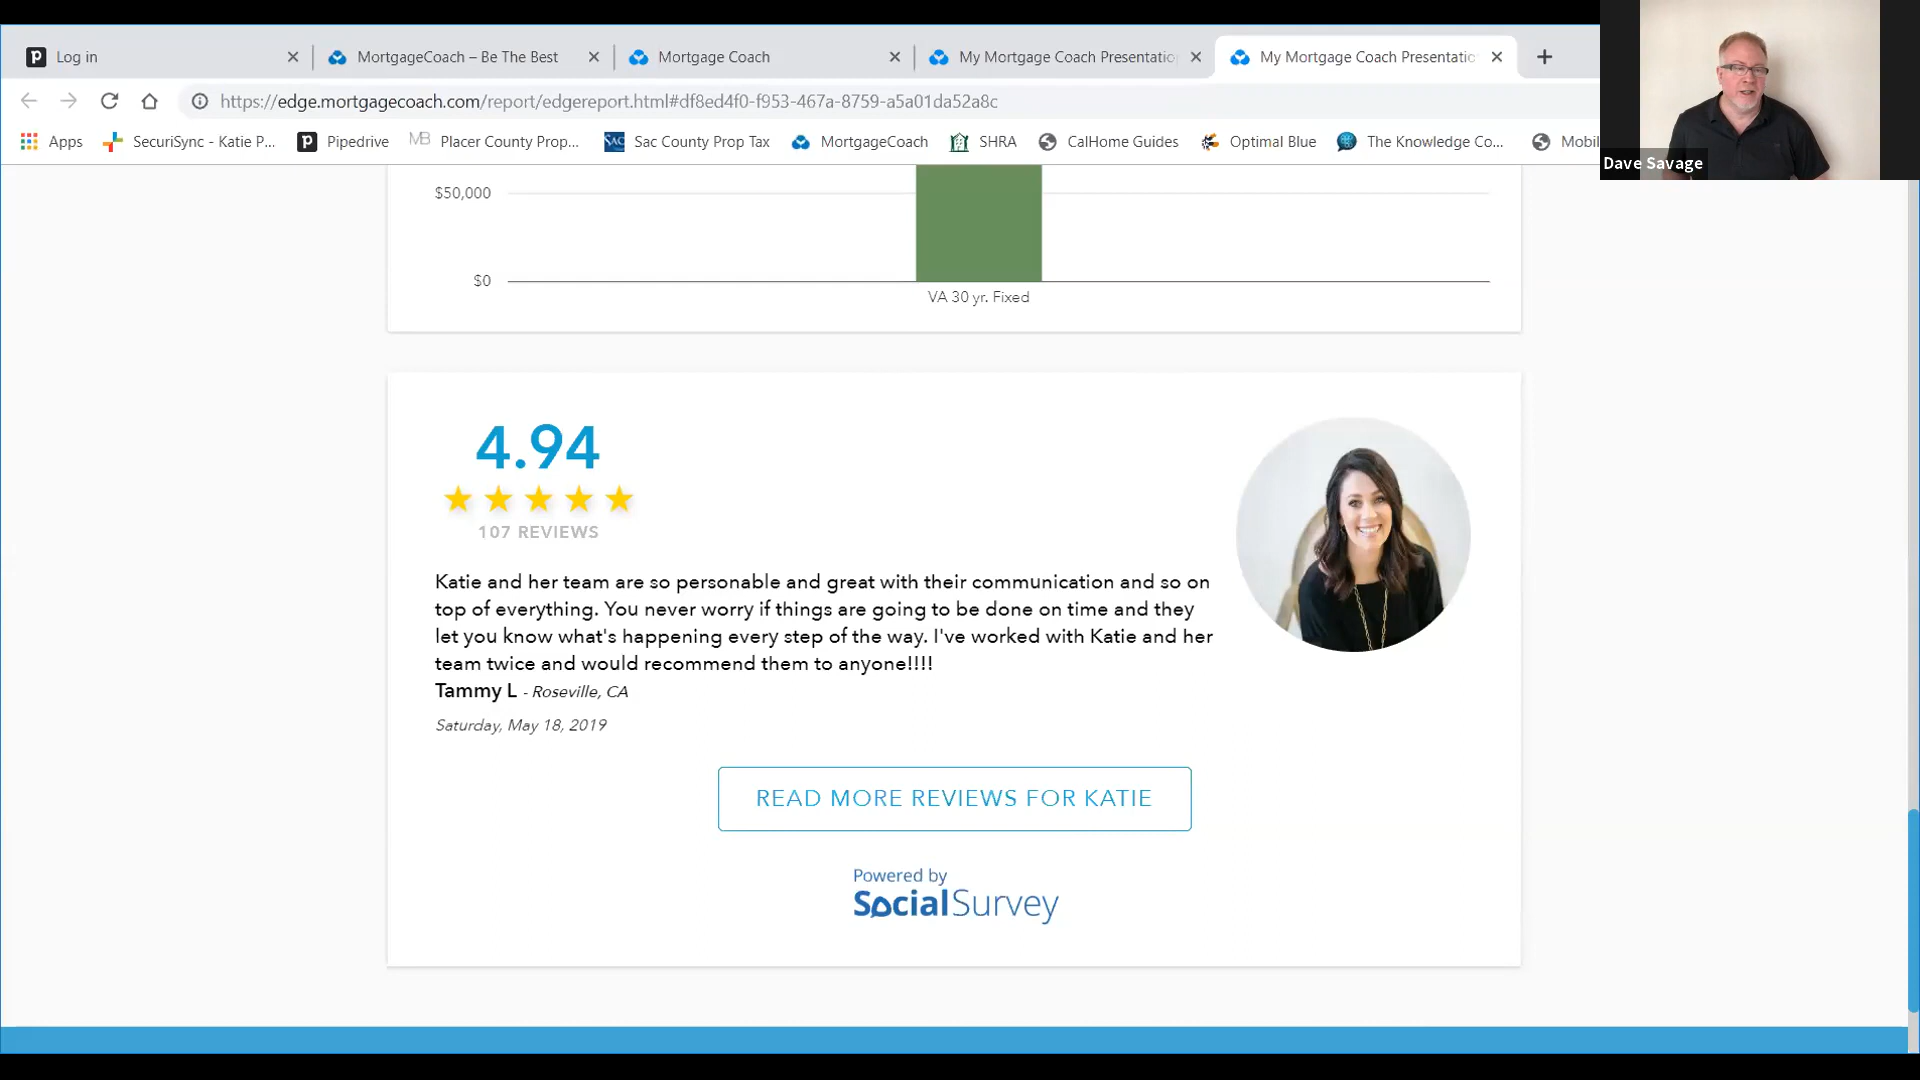 Log in
MortgageCoach – Be The Best
Mortgage Coach
My Mortgage Coach Presentatio
My Mortgage Coach Presentatic
https://edge.mortgagecoach.com/report/edgereport.html#df8ed4f0-f953-467a-8759-a5a01da52a8c
Apps
SecuriSync - Katie P...
Pipedrive
MB Placer County Prop...
SAC Sac County Prop Tax
MortgageCoach
SHRA
CalHome Guides
Optimal Blue
The Knowledge Co...
Mobil
Dave Savage
$50,000
$0
VA 30 yr. Fixed
4.94
107 REVIEWS
Katie and her team are so personable and great with their communication and so on
top of everything. You never worry if things are going to be done on time and they
let you know what's happening every step of the way. I've worked with Katie and her
team twice and would recommend them to anyone!!!!
Tammy L - Roseville, CA
Saturday, May 18, 2019
READ MORE REVIEWS FOR KATIE
Powered by
SocialSurvey